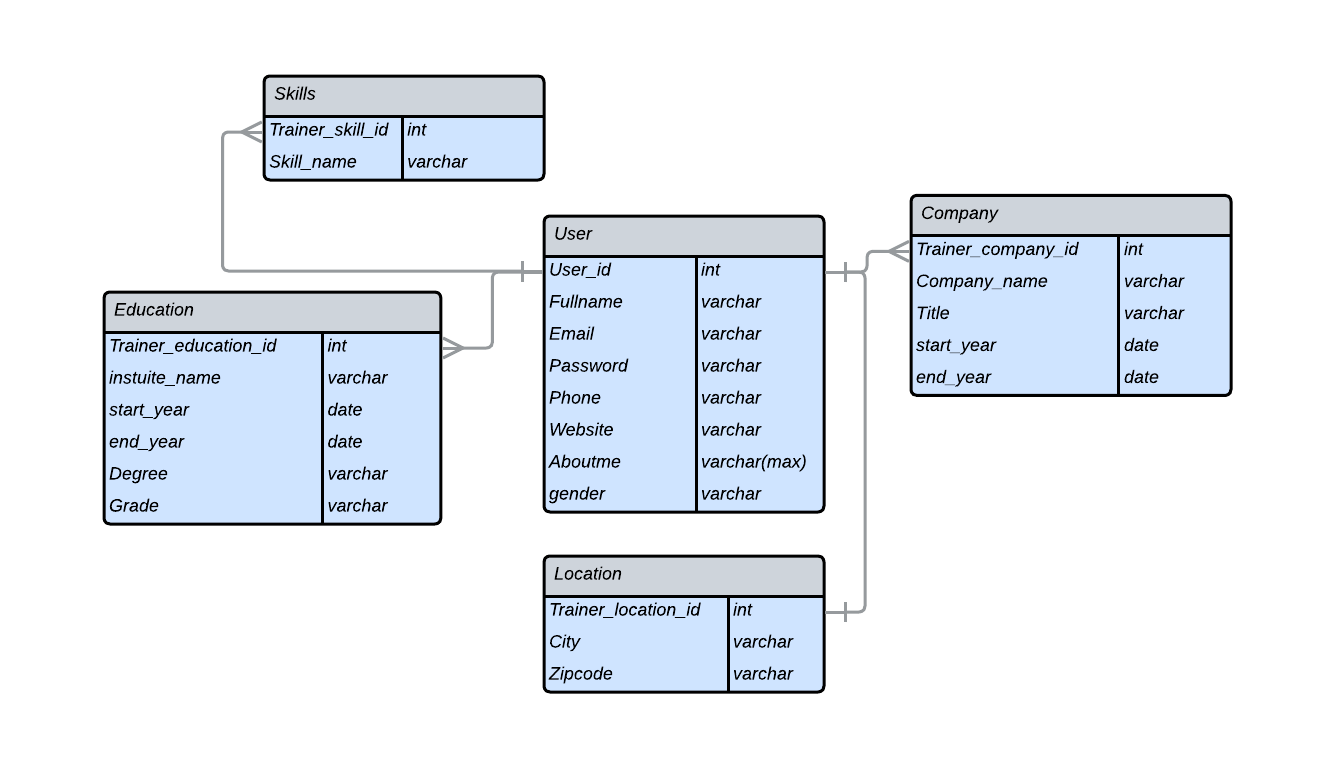 Skills
Trainer_skill_id int
Skill_name varchar
User
User_id int
Fullname varchar
Email varchar
Password varchar
Phone varchar
Website varchar
Aboutme varchar(max)
gender varchar
Company
Trainer_company_id int
Company_name varchar
Title varchar
start_year date
end_year date
Education
Trainer_education_id int
instuite_name varchar
start_year date
end_year date
Degree varchar
Grade varchar
Location
Trainer_location_id int
City varchar
Zipcode varchar